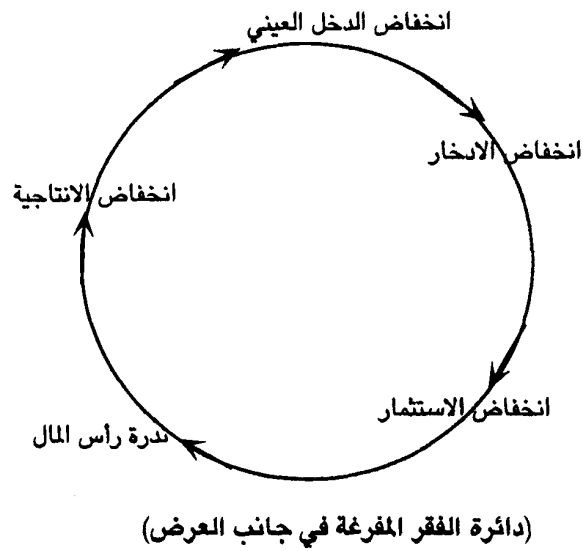 انخفاض الدخل العيني
انخفاض الادخار
انخفاض الانتاجية
انخفاض الاستثمار
ندرة رأس المال
(دائرة الفقر المفرغة في جانب العرض)